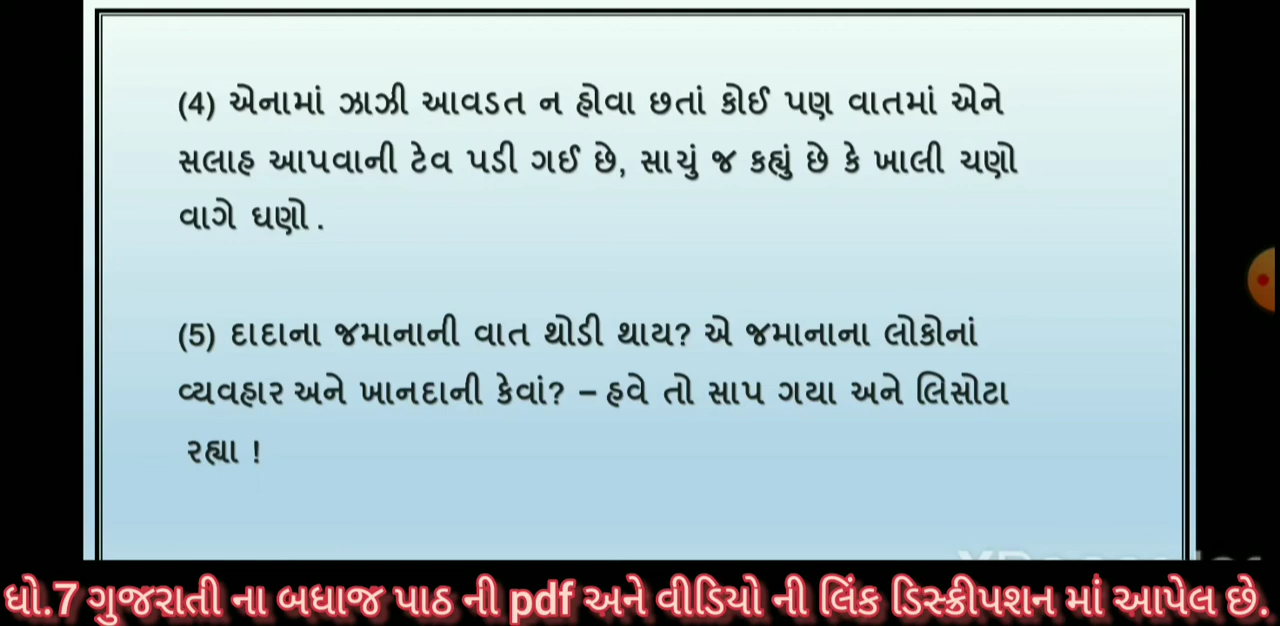 (4) એનામાં ઝાઝી આવડત ન હોવા છતાં કોઈ પણ વાતમાં એને
સલાહ આપવાની ટેવ પડી ગઈ છે, સાચું જ કહ્યું છે કે ખાલી ચણો
વાગે ઘણો .
(5) દાદાના જમાનાની વાત થોડી થાય? એ જમાનાના લોકોનાં
વ્યવહાર અને ખાનદાની કેવાં? – હવે તો સાપ ગયા અને લિસોટા
રહ્યા !
ધો.7 ગુજરાતી ના બધાજ પાઠ ની pdf અને વીડિયો ની લિંક ડિસ્ક્રીપશન માં આપેલ છે.